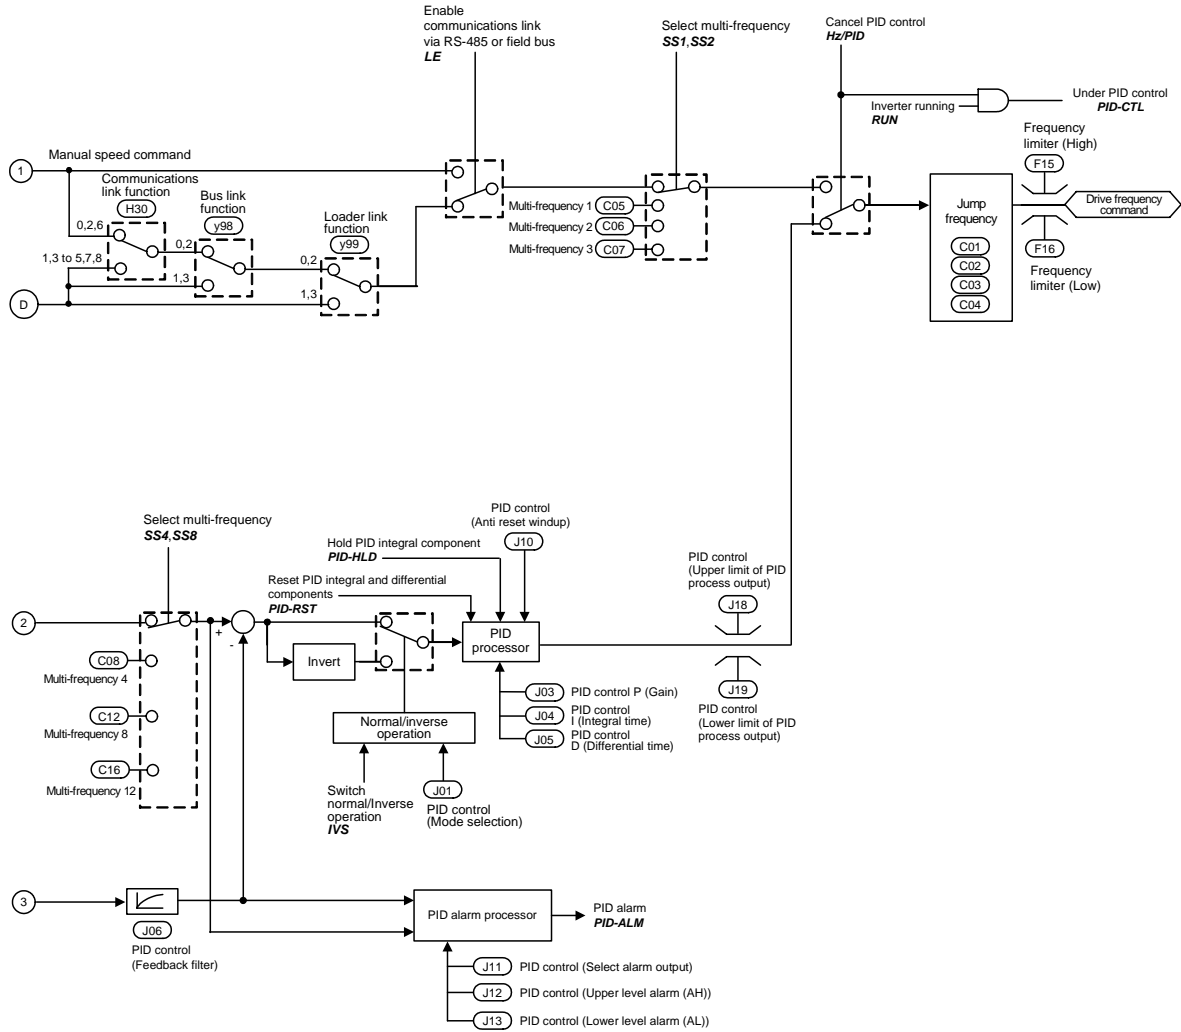 Enable
communications link
via RS-485 or field bus
LE
Select multi-frequency
SS1,SS2
Cancel PID control
Hz/PID
Inverter running
RUN
Under PID control
PID-CTL
Frequency
limiter (High)
F15
1
Manual speed command
Communications
link function
H30
Bus link
function
y98
Loader link
function
y99
0,2,6
0,2
0,2
1,3 to 5,7,8
1,3
1,3
D
Multi-frequency 1
C05
Multi-frequency 2
C06
Multi-frequency 3
C07
Jump
frequency
C01
C02
C03
C04
Drive frequency
command
F16
Frequency
limiter (Low)
Select multi-frequency
SS4,SS8
Hold PID integral component
PID-HLD
PID control
(Anti reset windup)
J10
Reset PID integral and differential
components
PID-RST
PID control
(Upper limit of PID
process output)
J18
2
+
-
C08
Multi-frequency 4
C12
Multi-frequency 8
C16
Multi-frequency 12
Invert
PID
processor
J03
PID control P (Gain)
J04
PID control
I (Integral time)
J05
PID control
D (Differential time)
J19
PID control
(Lower limit of PID
process output)
Normal/inverse
operation
Switch
normal/Inverse
operation
IVS
J01
PID control
(Mode selection)
3
J06
PID control
(Feedback filter)
PID alarm processor
PID alarm
PID-ALM
J11
PID control (Select alarm output)
J12
PID control (Upper level alarm (AH))
J13
PID control (Lower level alarm (AL))